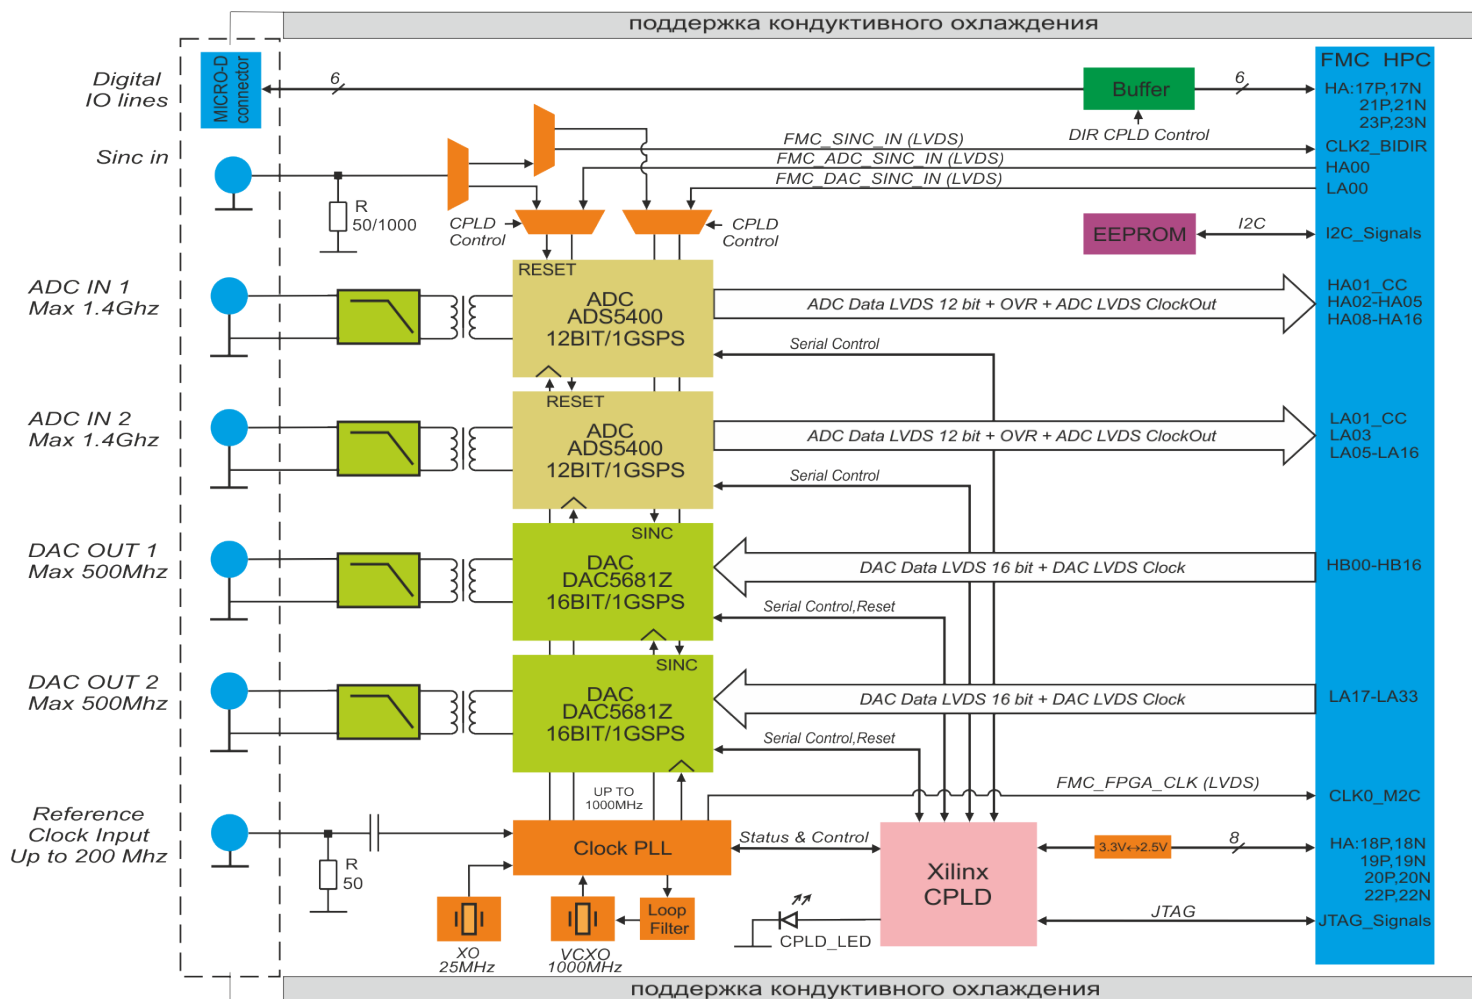 поддержка кондуктивного охлаждения
Digital
IO lines
MICRO-D
connector
6
Buffer
6
DIR CPLD Control
FMC HPC
HA:17P,17N
21P,21N
23P,23N
Sinc in
FMC_SINC_IN (LVDS)
CLK2_BIDIR
FMC_ADC_SINC_IN (LVDS)
HA00
FMC_DAC_SINC_IN (LVDS)
LA00
R
50/1000
CPLD
Control
CPLD
Control
EEPROM
I2C
I2C_Signals
ADC IN 1
Max 1.4Ghz
RESET
ADC
ADS5400
12BIT/1GSPS
ADC Data LVDS 12 bit + OVR + ADC LVDS ClockOut
HA01_CC
HA02-HA05
HA08-HA16
Serial Control
ADC IN 2
Max 1.4Ghz
RESET
ADC
ADS5400
12BIT/1GSPS
ADC Data LVDS 12 bit + OVR + ADC LVDS ClockOut
LA01_CC
LA03
LA05-LA16
Serial Control
DAC OUT 1
Max 500Mhz
SINC
DAC
DAC5681Z
16BIT/1GSPS
DAC Data LVDS 16 bit + DAC LVDS Clock
HB00-HB16
Serial Control,Reset
DAC OUT 2
Max 500Mhz
SINC
DAC
DAC5681Z
16BIT/1GSPS
DAC Data LVDS 16 bit + DAC LVDS Clock
LA17-LA33
Serial Control,Reset
UP TO
1000MHz
FMC_FPGA_CLK (LVDS)
CLK0_M2C
Reference
Clock Input
Up to 200 Mhz
R
50
Clock PLL
Status & Control
Xilinx
CPLD
3.3V↔2.5V
8
HA:18P,18N
19P,19N
20P,20N
22P,22N
XO
25MHz
VCXO
1000MHz
Loop
Filter
CPLD_LED
JTAG
JTAG_Signals
поддержка кондуктивного охлаждения